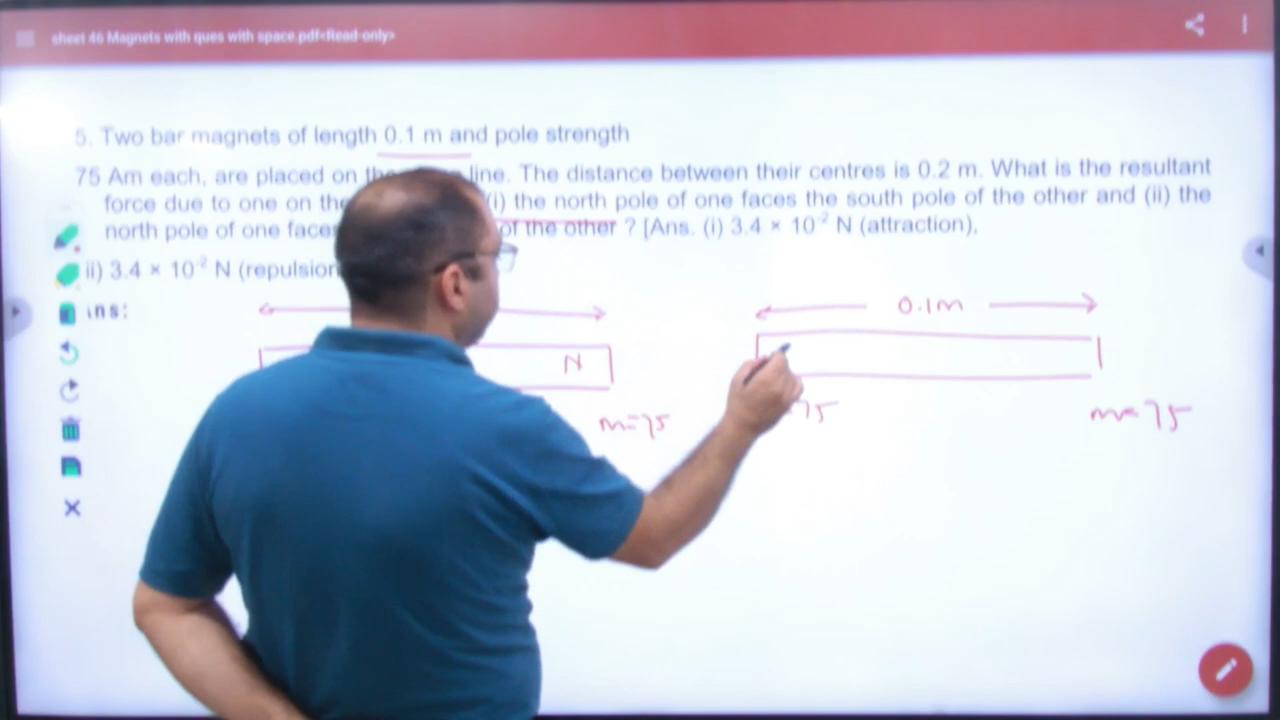 sheet 46 Magnets with ques with space.pdf<Read-only>
5. Two bar magnets of length 0.1 m and pole strength
75 Am each, are placed on line. The distance between their centres is 0.2 m. What is the resultant
force due to one on the (i) the north pole of one faces the south pole of the other and (ii) the
north pole of one faces of the other ? [Ans. (i) 3.4 × 10⁻² N (attraction),
ii) 3.4 × 10⁻² N (repulsion
ns:
0.1m
N
m=75
=75
m=75